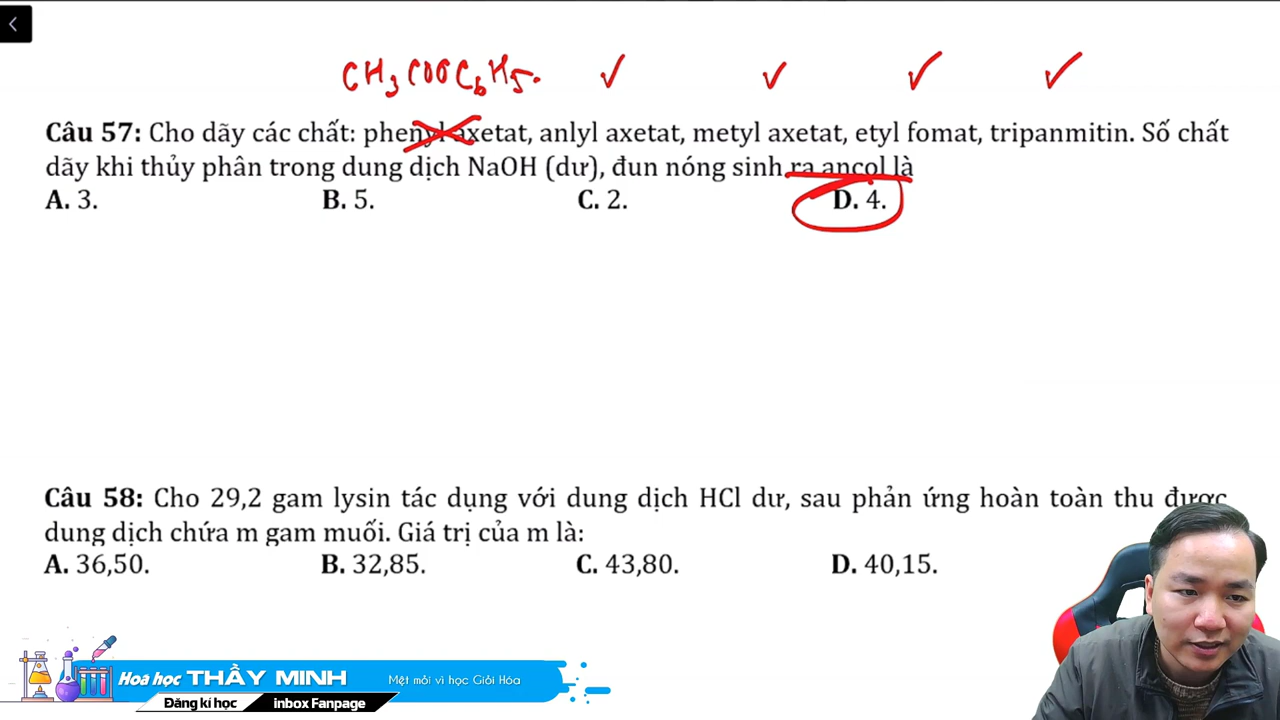 CH3COOC6H5. ✓ ✓ ✓ ✓
Câu 57: Cho dãy các chất: phenyl axetat, anlyl axetat, metyl axetat, etyl fomat, tripanmitin. Số chất
dãy khi thủy phân trong dung dịch NaOH (dư), đun nóng sinh ra ancol là
A. 3. B. 5. C. 2. D. 4.
Câu 58: Cho 29,2 gam lysin tác dụng với dung dịch HCl dư, sau phản ứng hoàn toàn thu được
dung dịch chứa m gam muối. Giá trị của m là:
A. 36,50. B. 32,85. C. 43,80. D. 40,15.
Hoá học THẦY MINH Mệt mỏi vì học Giỏi Hóa
Đăng kí học inbox Fanpage